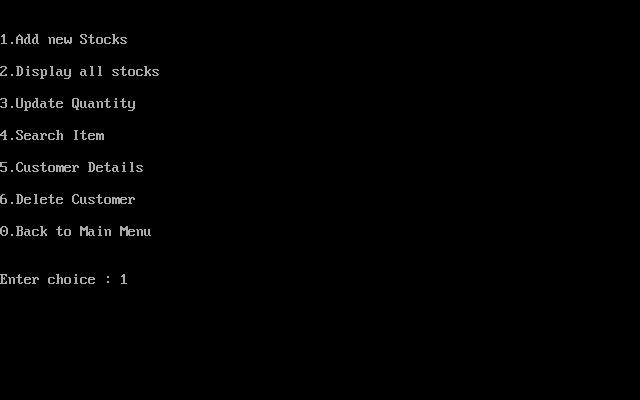 1.Add new Stocks
2.Display all stocks
3.Update Quantity
4.Search Item
5.Customer Details
6.Delete Customer
0.Back to Main Menu
Enter choice : 1